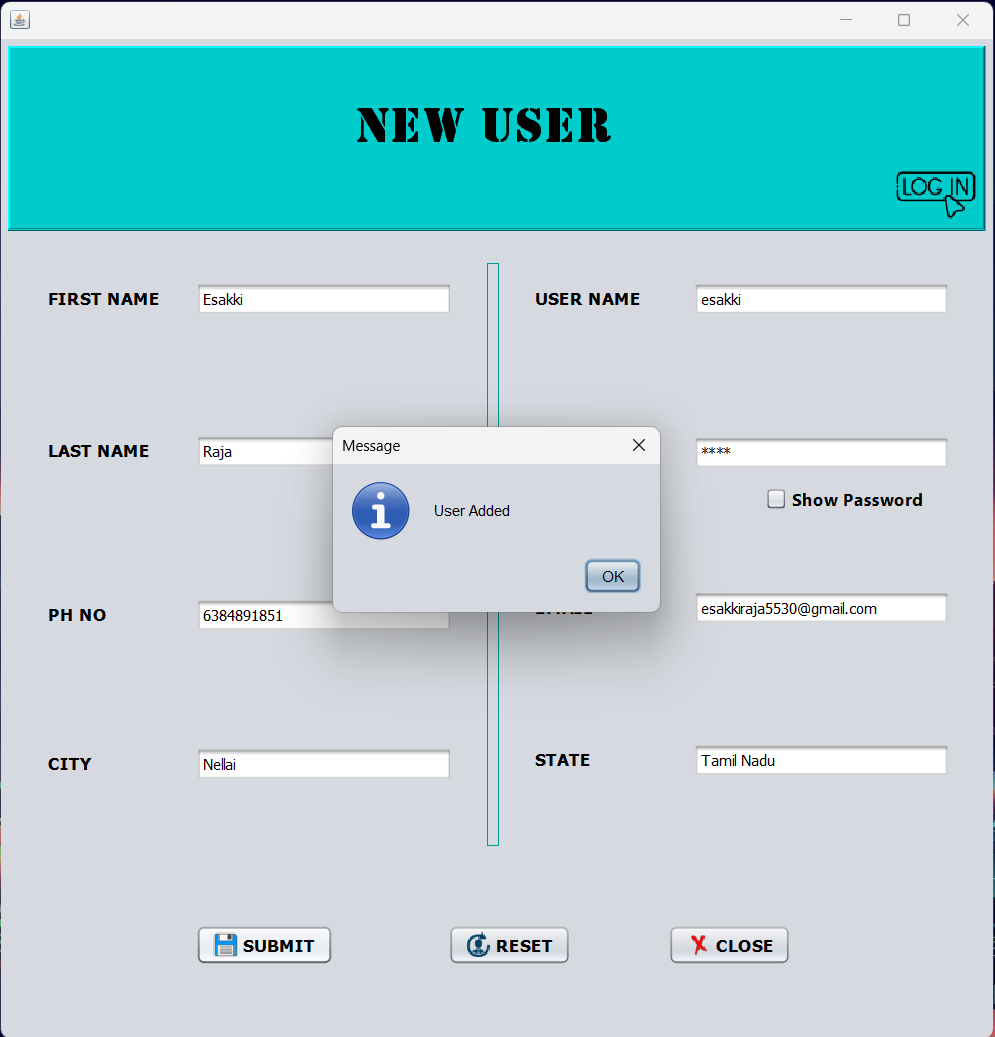 NEW USER
LOG IN
FIRST NAME
Esakki
USER NAME
esakki
LAST NAME
Raja
****
Show Password
Message
User Added
OK
PH NO
6384891851
esakkiraja5530@gmail.com
CITY
Nellai
STATE
Tamil Nadu
SUBMIT
RESET
CLOSE